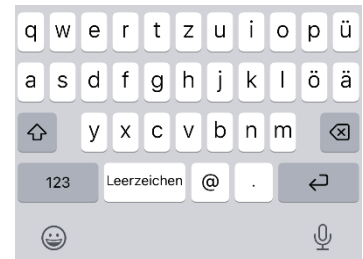 q w e r t z u i o p ü
a s d f g h j k l ö ä
y x c v b n m
123 Leerzeichen @ .